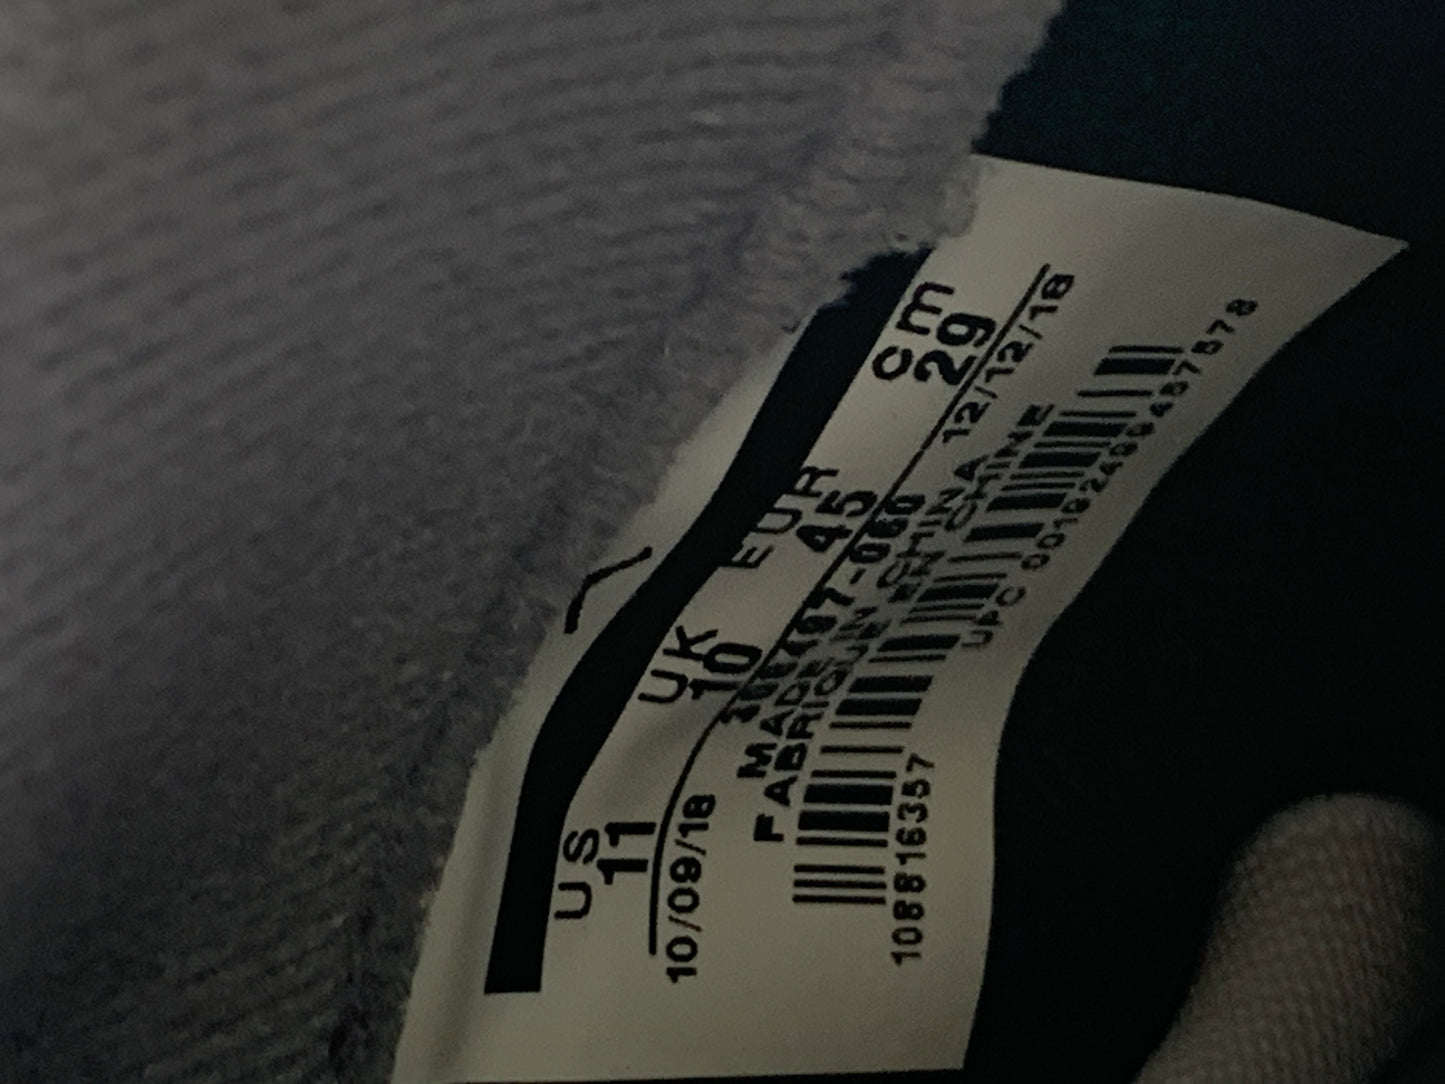 US UK EUR cm
11 10 45 29
10/09/18 12/12/18
MADE IN CHINA
FABRIQUE EN CHINE
UPC
108816357